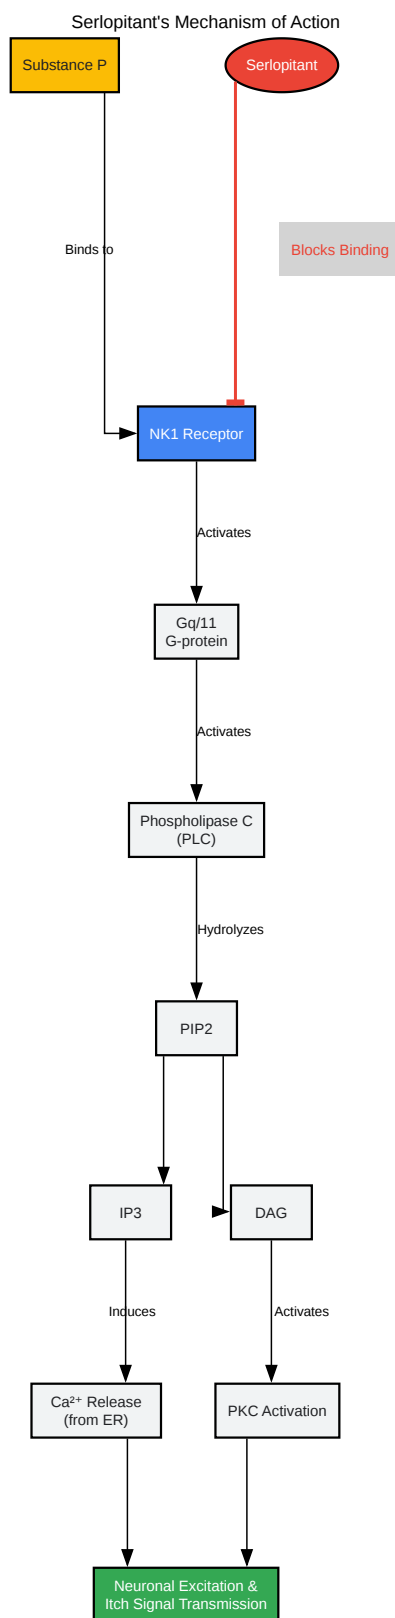 Serlopitant's Mechanism of Action
Substance P
Serlopitant
Binds to
Blocks Binding
NK1 Receptor
Activates
Gq/11
G-protein
Activates
Phospholipase C
(PLC)
Hydrolyzes
PIP2
IP3
DAG
Induces
Activates
Ca²⁺ Release
(from ER)
PKC Activation
Neuronal Excitation &
Itch Signal Transmission